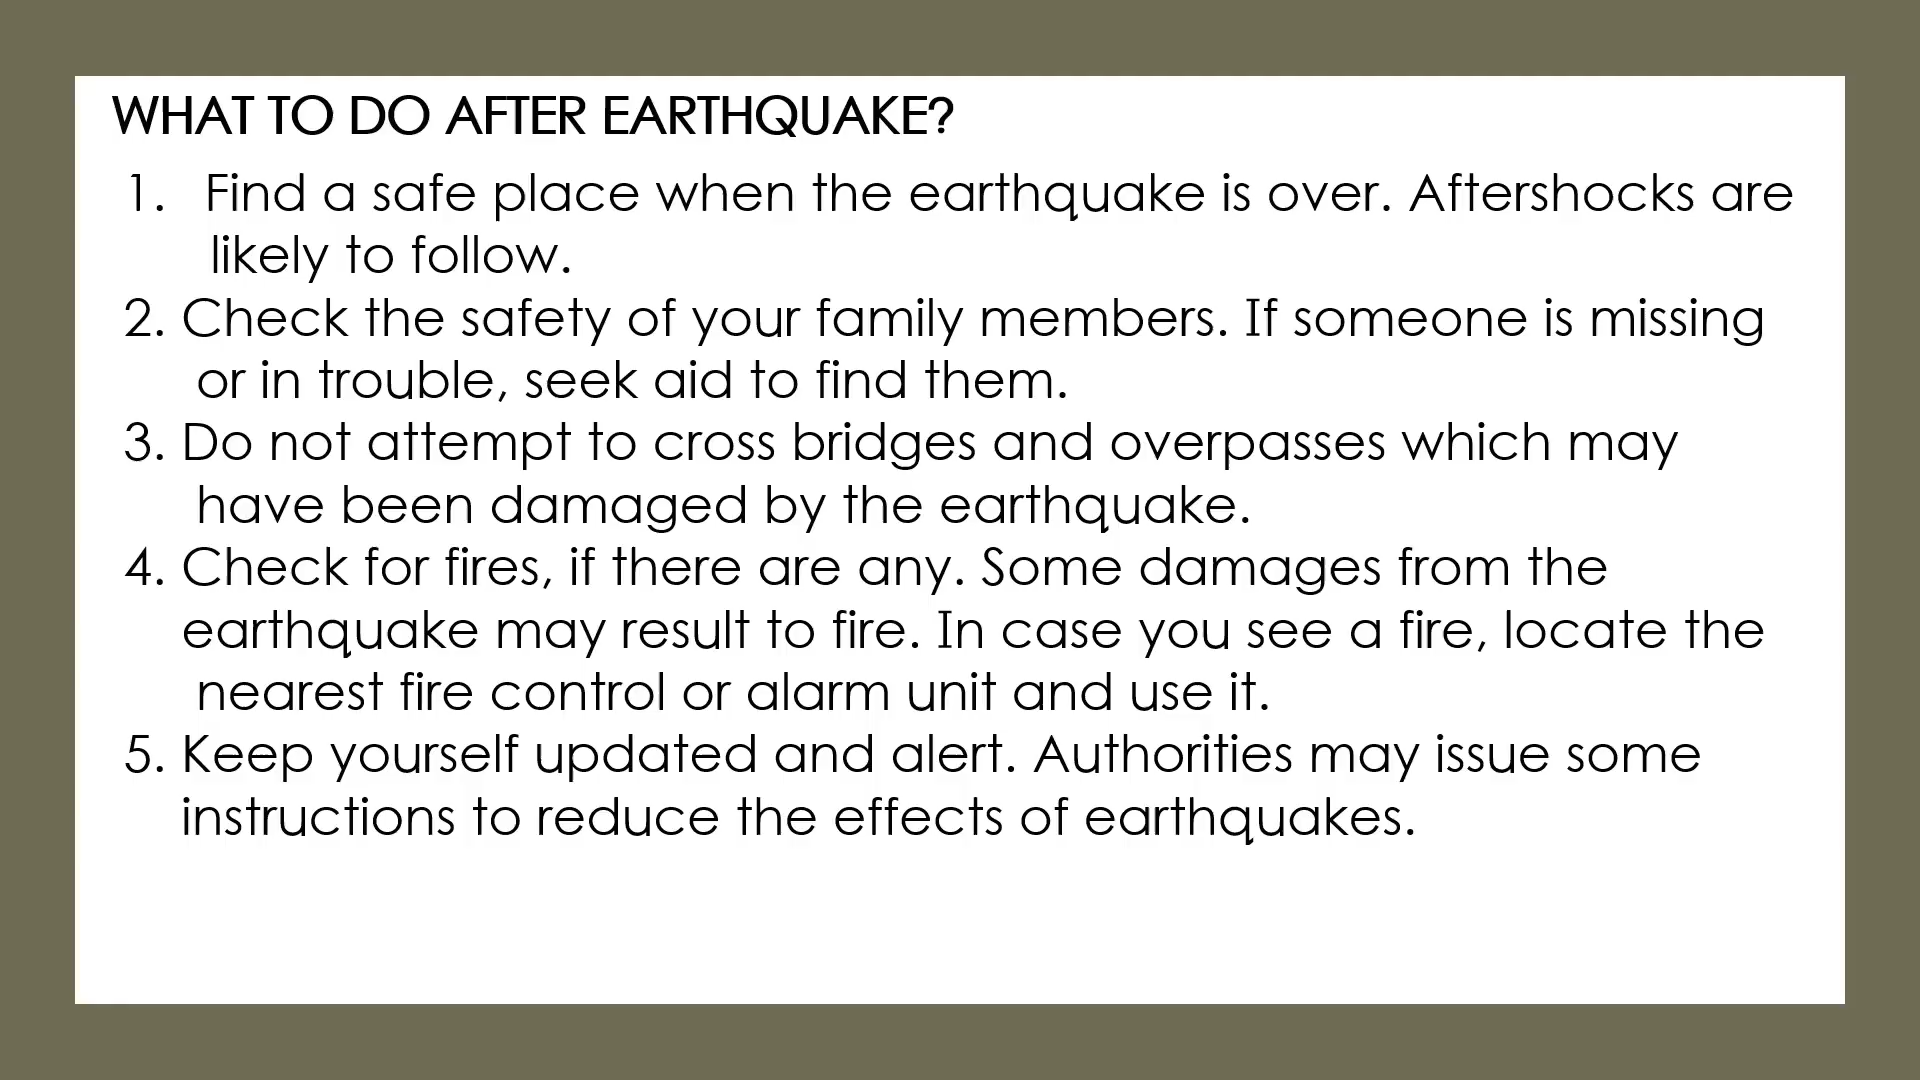 WHAT TO DO AFTER EARTHQUAKE?
1. Find a safe place when the earthquake is over. Aftershocks are
likely to follow.
2. Check the safety of your family members. If someone is missing
or in trouble, seek aid to find them.
3. Do not attempt to cross bridges and overpasses which may
have been damaged by the earthquake.
4. Check for fires, if there are any. Some damages from the
earthquake may result to fire. In case you see a fire, locate the
nearest fire control or alarm unit and use it.
5. Keep yourself updated and alert. Authorities may issue some
instructions to reduce the effects of earthquakes.